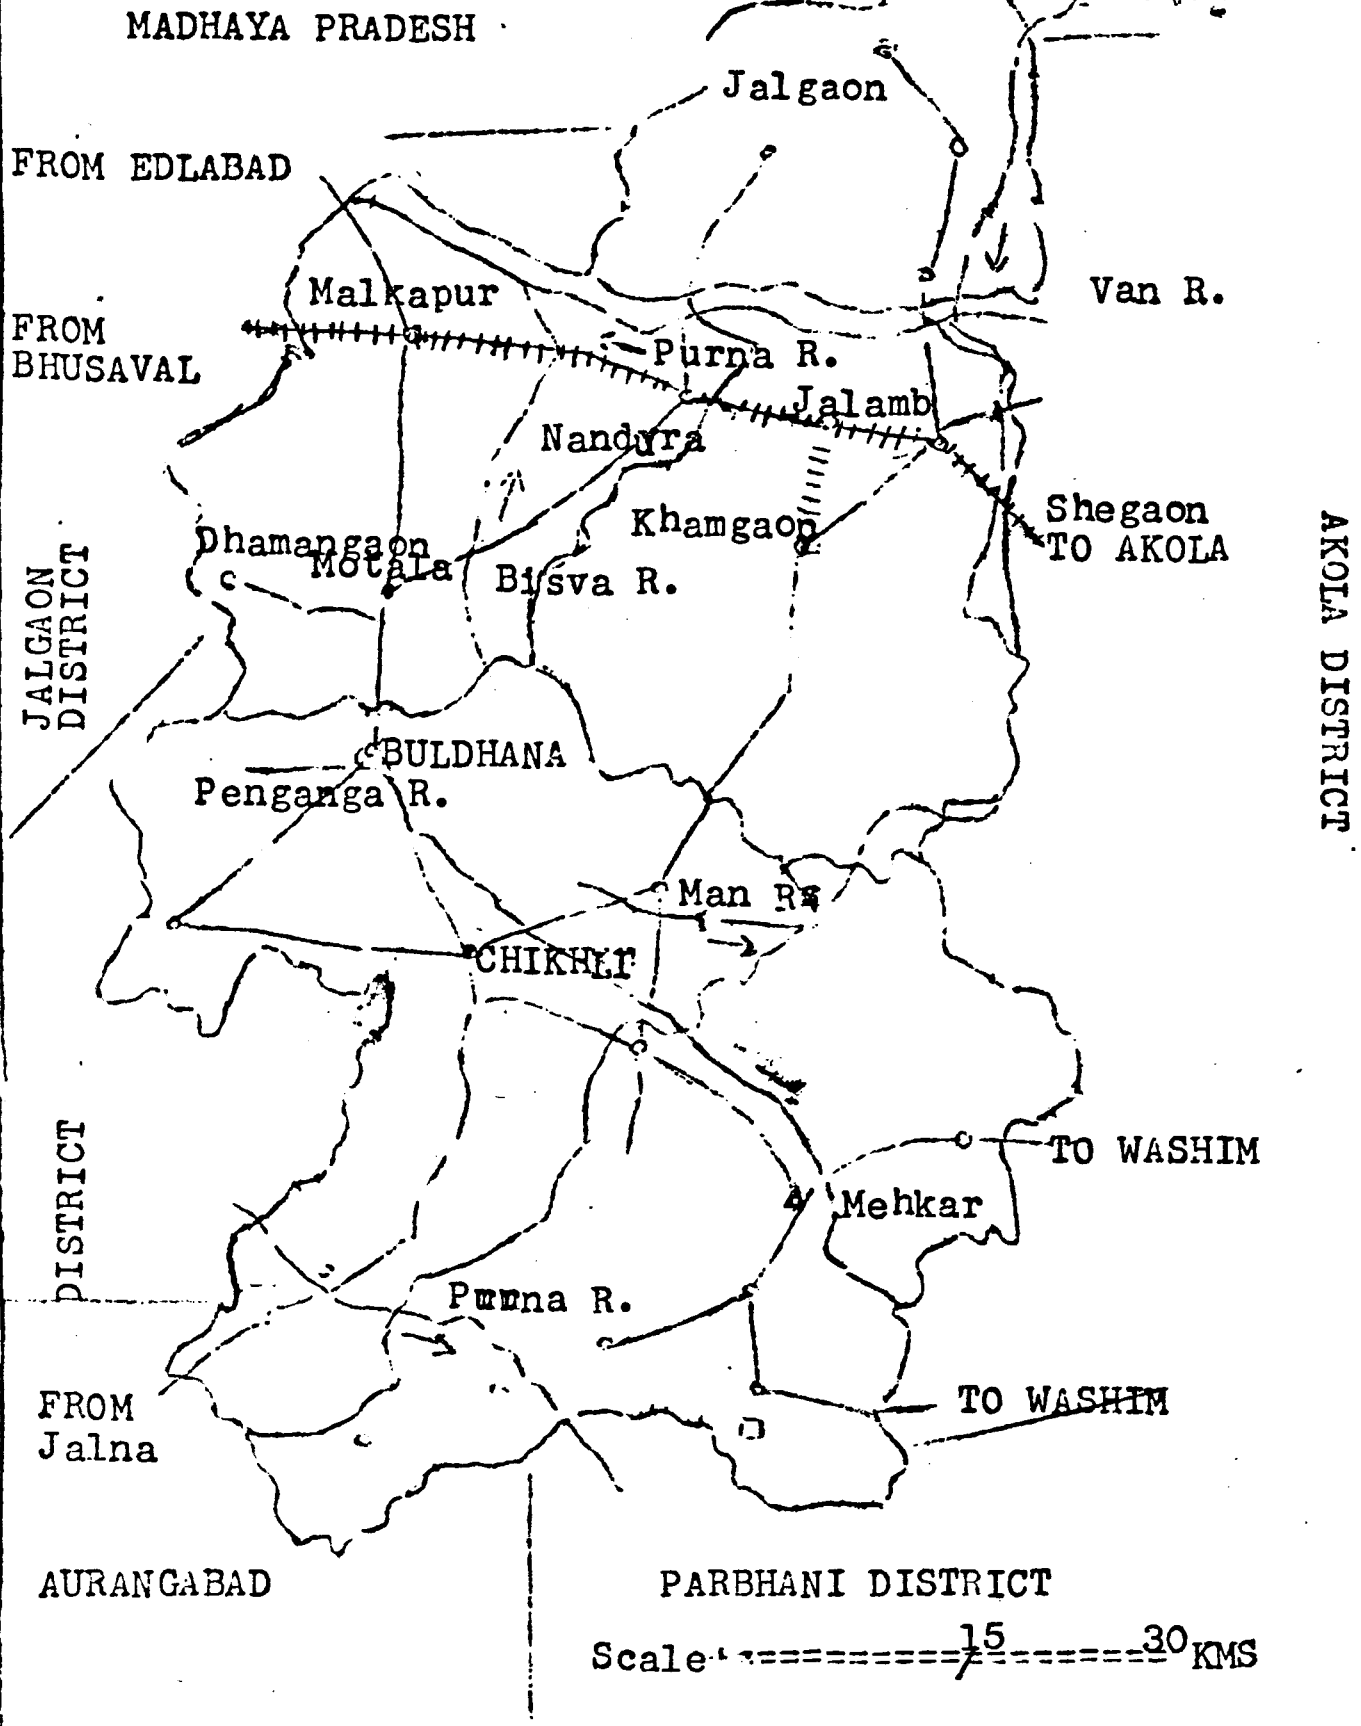 MADHAYA PRADESH
Jalgaon
FROM EDLABAD
Malkapur
Van R.
FROM
BHUSAVAL
Purna R.
Jalamb
Nandura
Khamgaon
Shegaon
TO AKOLA
Dhamangaon
Motala
Bisva R.
JALGAON
DISTRICT
AKOLA DISTRICT
BULDHANA
Penganga R.
Man R
CHIKHLI
TO WASHIM
Mehkar
DISTRICT
Purna R.
FROM
Jalna
TO WASHIM
AURANGABAD
PARBHANI DISTRICT
Scale 15 30 KMS